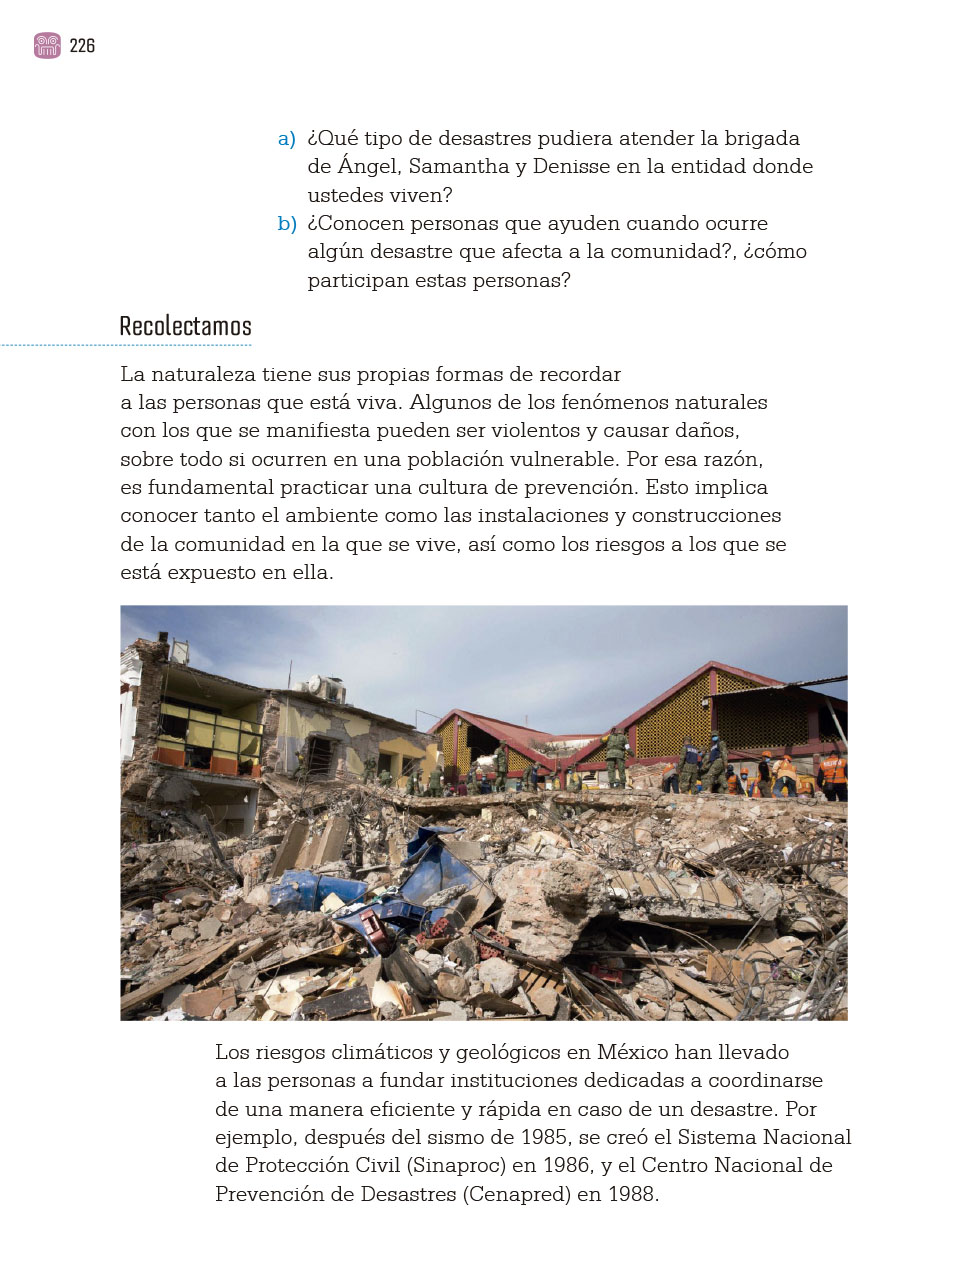 226
a) ¿Qué tipo de desastres pudiera atender la brigada
de Ángel, Samantha y Denisse en la entidad donde
ustedes viven?
b) ¿Conocen personas que ayuden cuando ocurre
algún desastre que afecta a la comunidad?, ¿cómo
participan estas personas?
Recolectamos
La naturaleza tiene sus propias formas de recordar
a las personas que está viva. Algunos de los fenómenos naturales
con los que se manifiesta pueden ser violentos y causar daños,
sobre todo si ocurren en una población vulnerable. Por esa razón,
es fundamental practicar una cultura de prevención. Esto implica
conocer tanto el ambiente como las instalaciones y construcciones
de la comunidad en la que se vive, así como los riesgos a los que se
está expuesto en ella.
Los riesgos climáticos y geológicos en México han llevado
a las personas a fundar instituciones dedicadas a coordinarse
de una manera eficiente y rápida en caso de un desastre. Por
ejemplo, después del sismo de 1985, se creó el Sistema Nacional
de Protección Civil (Sinaproc) en 1986, y el Centro Nacional de
Prevención de Desastres (Cenapred) en 1988.